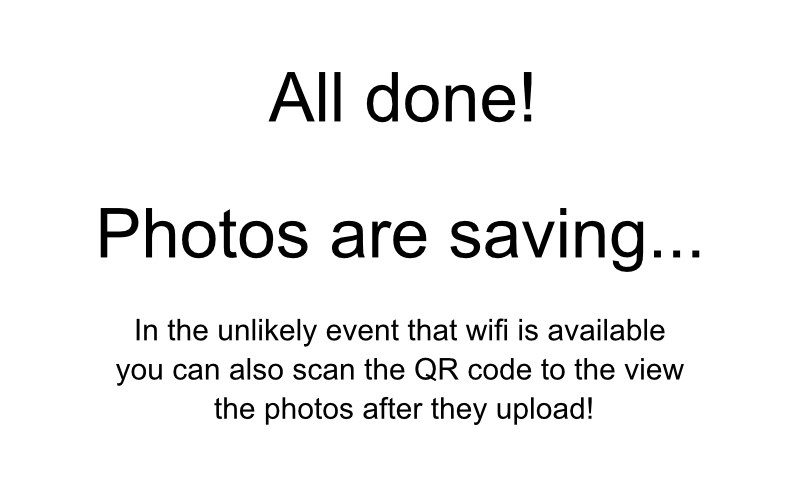 All done!
Photos are saving...
In the unlikely event that wifi is available
you can also scan the QR code to the view
the photos after they upload!